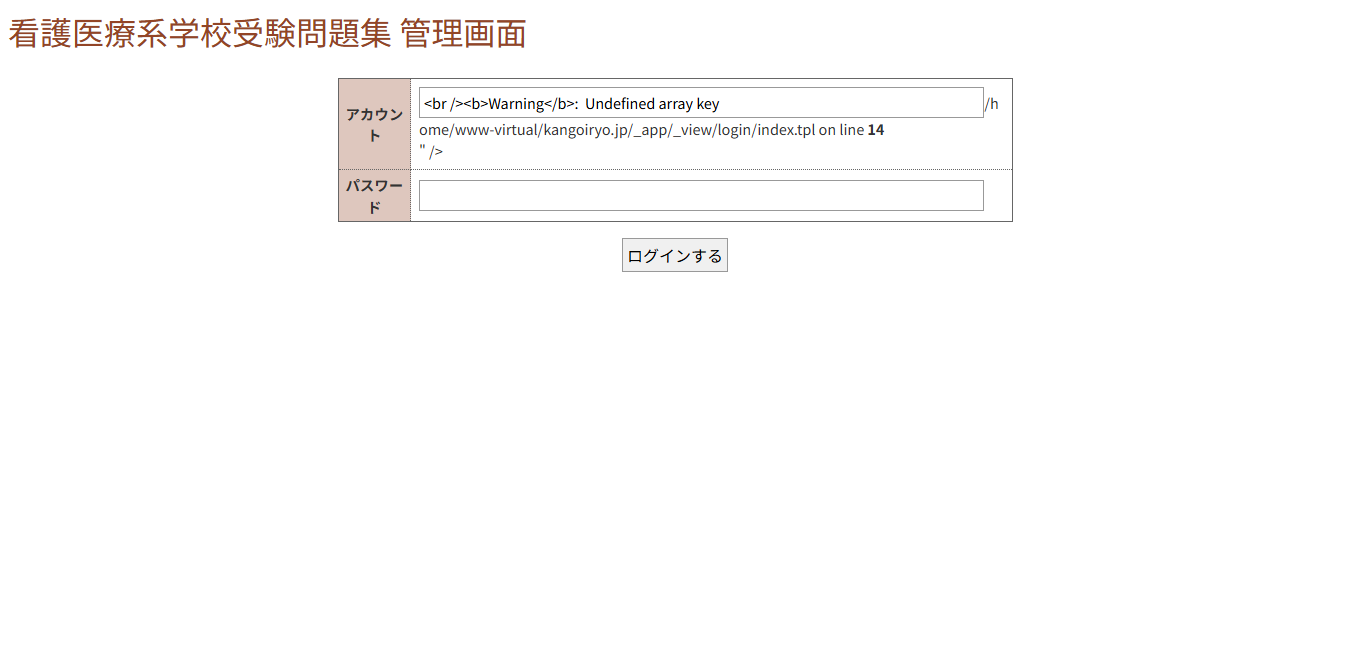 看護医療系学校受験問題集 管理画面
アカウン
ト
<br /><b>Warning</b>:  Undefined array key
/h
ome/www-virtual/kangoiryo.jp/_app/_view/login/index.tpl on line 14
" />
パスワー
ド
ログインする